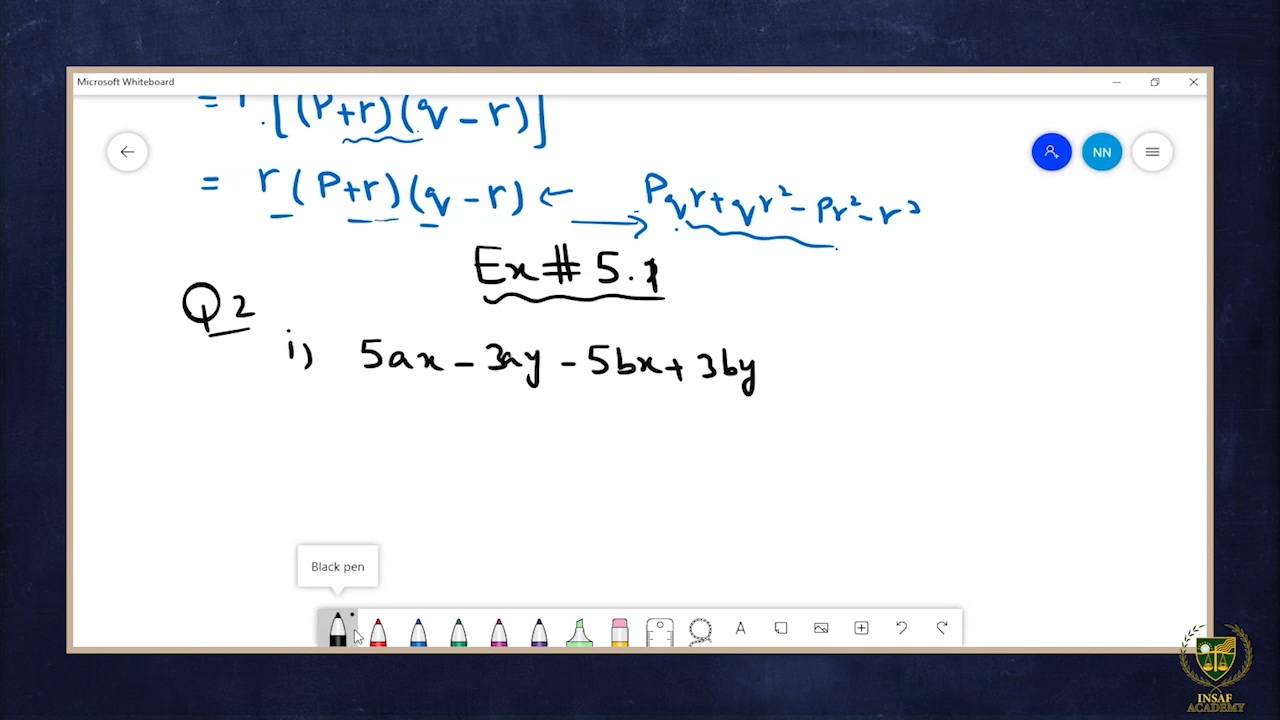 Microsoft Whiteboard
= r [(P+r)(q-r)]
= r(P+r)(q-r) ← → Pqr+qr²-Pr²-r³
NN
Ex# 5.1
Q2
i) 5ax - 3ay - 5bx + 3by
Black pen
A
INSAF
ACADEMY